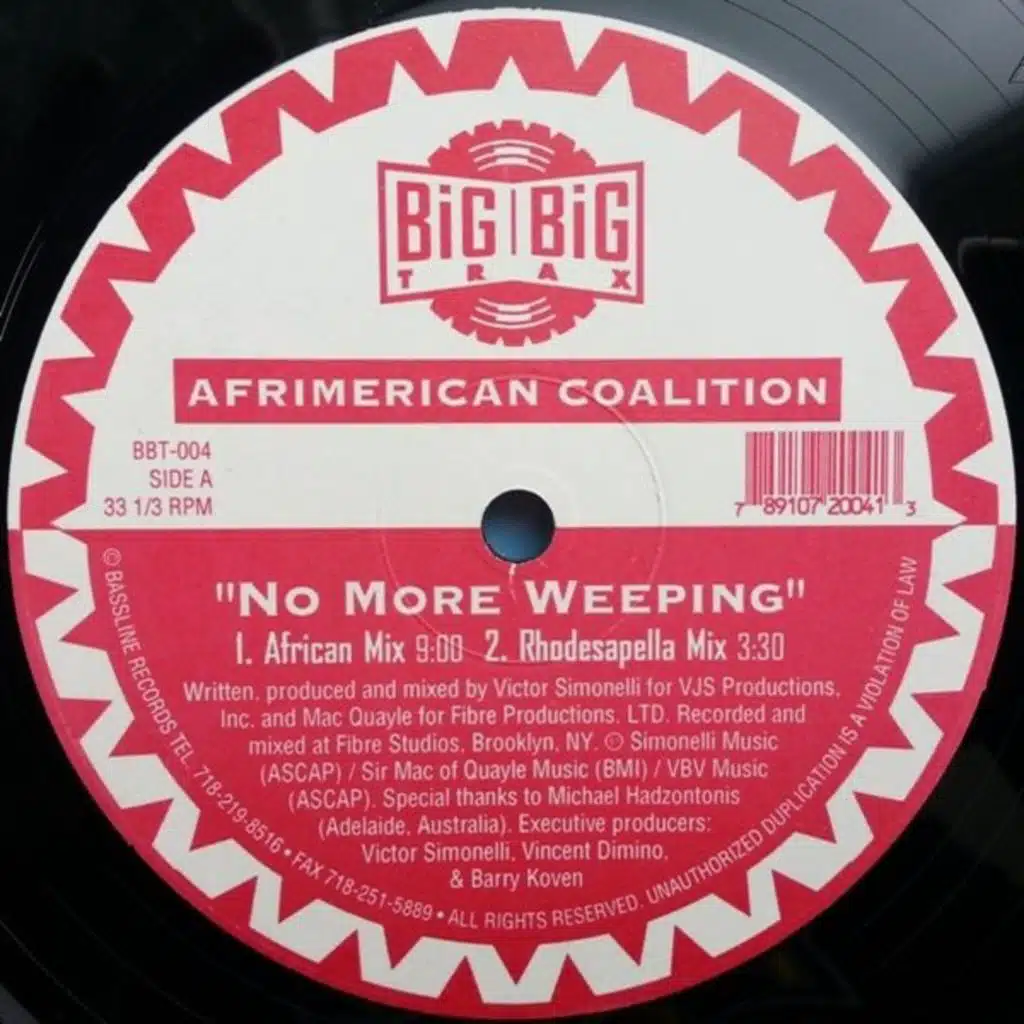 BiG BiG
TRAX
AFRIMERICAN COALITION
BBT-004
SIDE A
33 1/3 RPM
7 89107 20041 3
"NO MORE WEEPING"
1. African Mix 9:00 2. Rhodesapella Mix 3:30
Written, produced and mixed by Victor Simonelli for VJS Productions,
Inc. and Mac Quayle for Fibre Productions, LTD. Recorded and
mixed at Fibre Studios, Brooklyn, NY. ℗ Simonelli Music
(ASCAP) / Sir Mac of Quayle Music (BMI) / VBV Music
(ASCAP). Special thanks to Michael Hadzontonis
(Adelaide, Australia). Executive producers:
Victor Simonelli, Vincent Dimino,
& Barry Koven
© BASSLINE RECORDS TEL. 718-219-8516 • FAX 718-251-5889 • ALL RIGHTS RESERVED. UNAUTHORIZED DUPLICATION IS A VIOLATION OF LAW